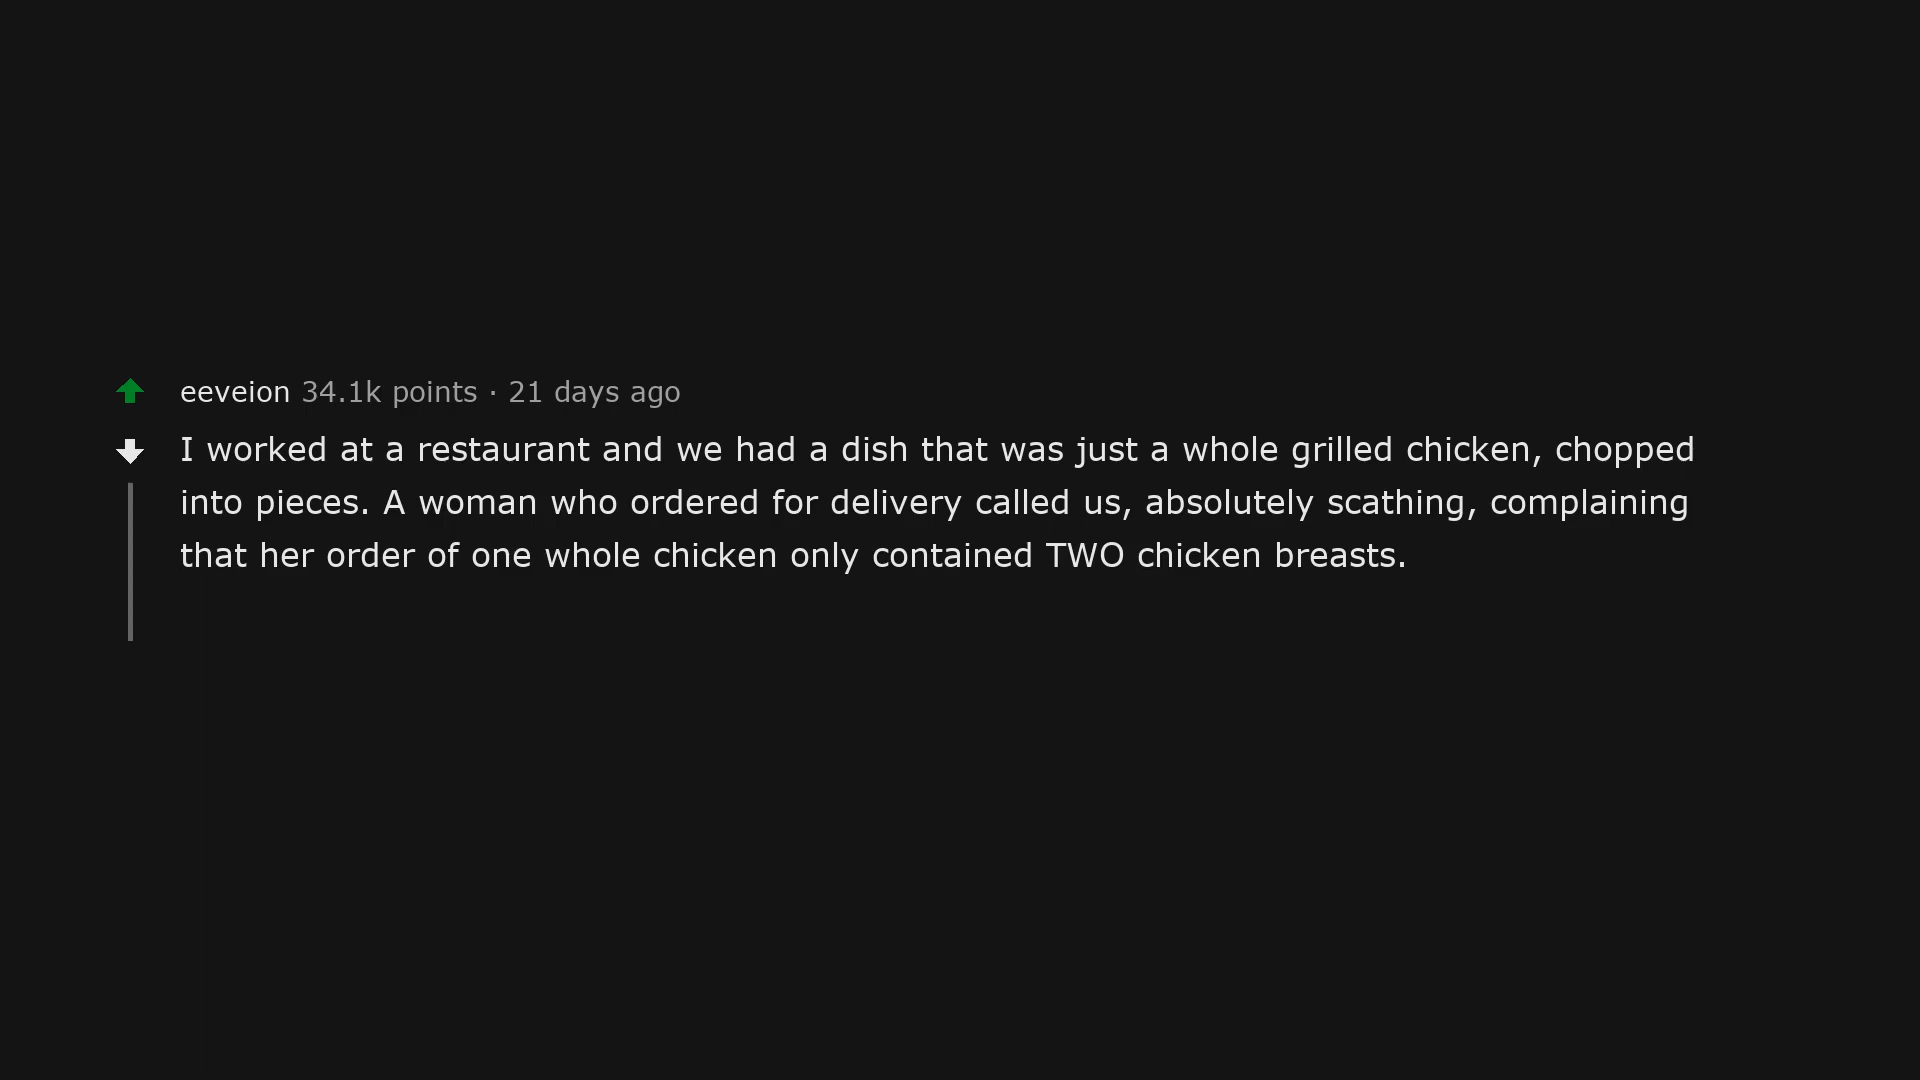 eeveion 34.1k points · 21 days ago
I worked at a restaurant and we had a dish that was just a whole grilled chicken, chopped
into pieces. A woman who ordered for delivery called us, absolutely scathing, complaining
that her order of one whole chicken only contained TWO chicken breasts.